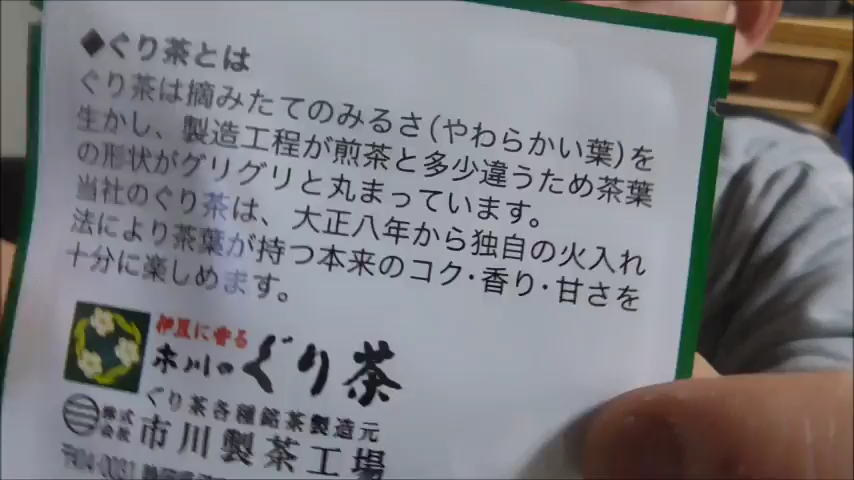 ◆ぐり茶とは
ぐり茶は摘みたてのみるさ(やわらかい葉)を
生かし、製造工程が煎茶と多少違うため茶葉
の形状がグリグリと丸まっています。
当社のぐり茶は、大正八年から独自の火入れ
法により茶葉が持つ本来のコク･香り･甘さを
十分に楽しめます。
伊豆に香る
市川のぐり茶
ぐり茶各種銘茶製造元
株式会社 市川製茶工場